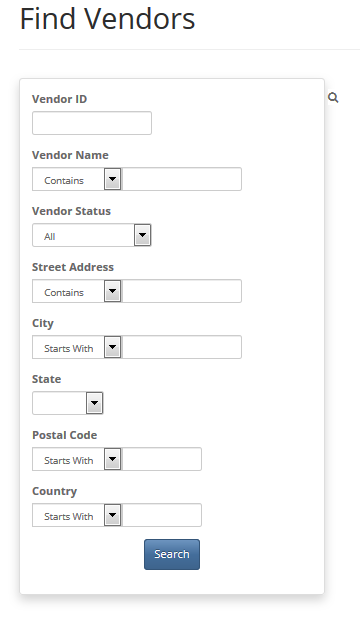 Find Vendors
Vendor ID
Vendor Name
Contains
Vendor Status
All
Street Address
Contains
City
Starts With
State
Postal Code
Starts With
Country
Starts With
Search